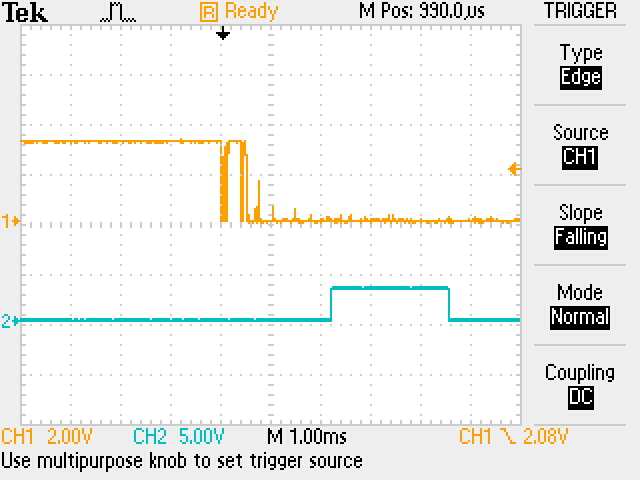 Tek R Ready M Pos: 990.0µs TRIGGER
Type
Edge
Source
CH1
Slope
Falling
Mode
Normal
Coupling
DC
1
2
CH1 2.00V CH2 5.00V M 1.00ms CH1 2.08V
Use multipurpose knob to set trigger source